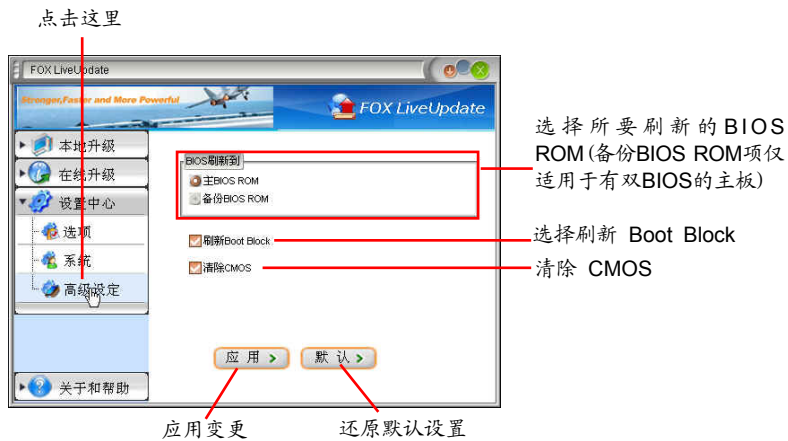 点击这里
FOX LiveUpdate
Stronger,Faster and More Powerful
FOX LiveUpdate
本地升级
在线升级
设置中心
选项
系统
高级设定
关于和帮助
BIOS刷新到
主BIOS ROM
备份BIOS ROM
刷新Boot Block
清除CMOS
应 用
默 认
选择所要刷新的BIOS
ROM(备份BIOS ROM项仅
适用于有双BIOS的主板)
选择刷新 Boot Block
清除 CMOS
应用变更
还原默认设置